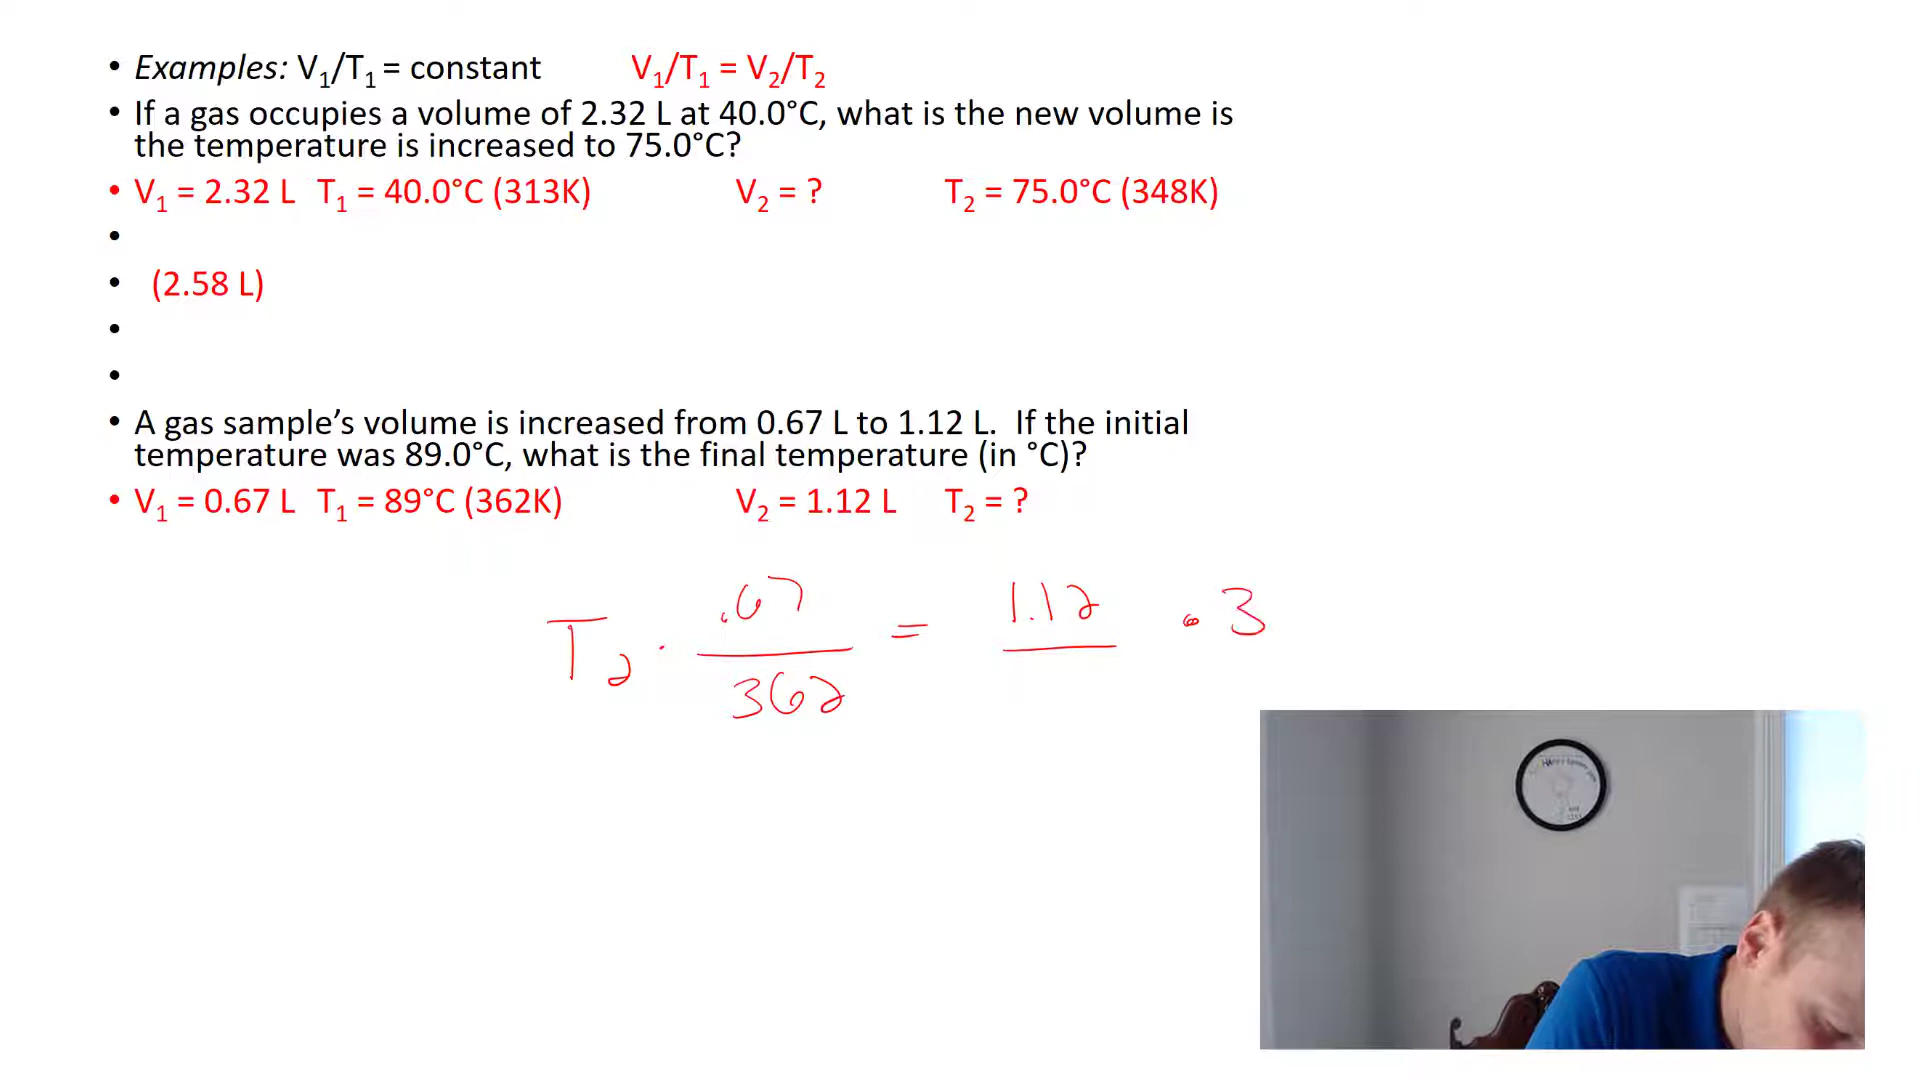 • Examples: V₁/T₁ = constant V₁/T₁ = V₂/T₂
• If a gas occupies a volume of 2.32 L at 40.0°C, what is the new volume is
the temperature is increased to 75.0°C?
• V₁ = 2.32 L T₁ = 40.0°C (313K) V₂ = ? T₂ = 75.0°C (348K)
•
• (2.58 L)
•
•
• A gas sample’s volume is increased from 0.67 L to 1.12 L. If the initial
temperature was 89.0°C, what is the final temperature (in °C)?
• V₁ = 0.67 L T₁ = 89°C (362K) V₂ = 1.12 L T₂ = ?
.67 1.12
T₂ · = · 3
362